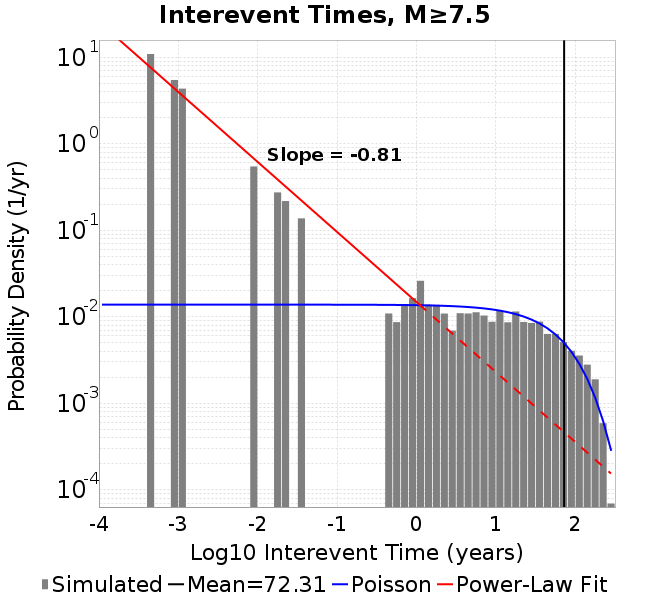 Interevent Times, M≥7.5
Probability Density (1/yr)
10^1
10^0
10^-1
10^-2
10^-3
10^-4
Slope = -0.81
-4 -3 -2 -1 0 1 2
Log10 Interevent Time (years)
Simulated Mean=72.31 Poisson Power-Law Fit